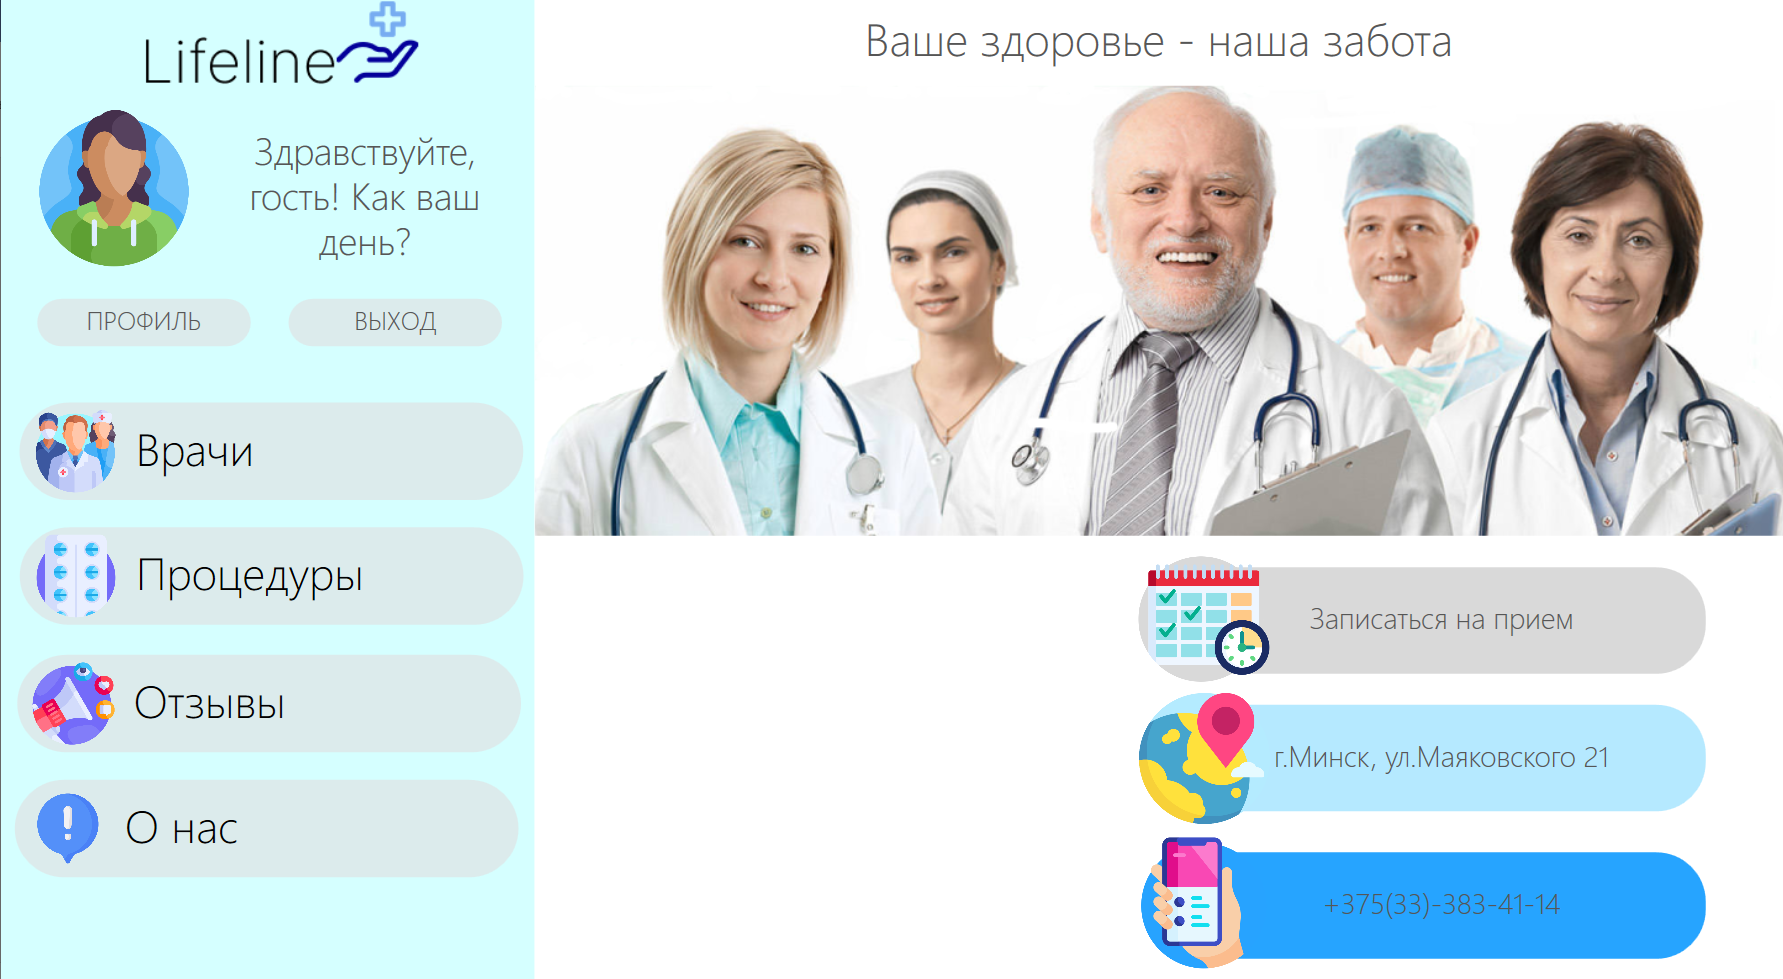 Lifeline
Здравствуйте,
гость! Как ваш
день?
ПРОФИЛЬ
ВЫХОД
Врачи
Процедуры
Отзывы
О нас
Ваше здоровье - наша забота
Записаться на прием
г.Минск, ул.Маяковского 21
+375(33)-383-41-14